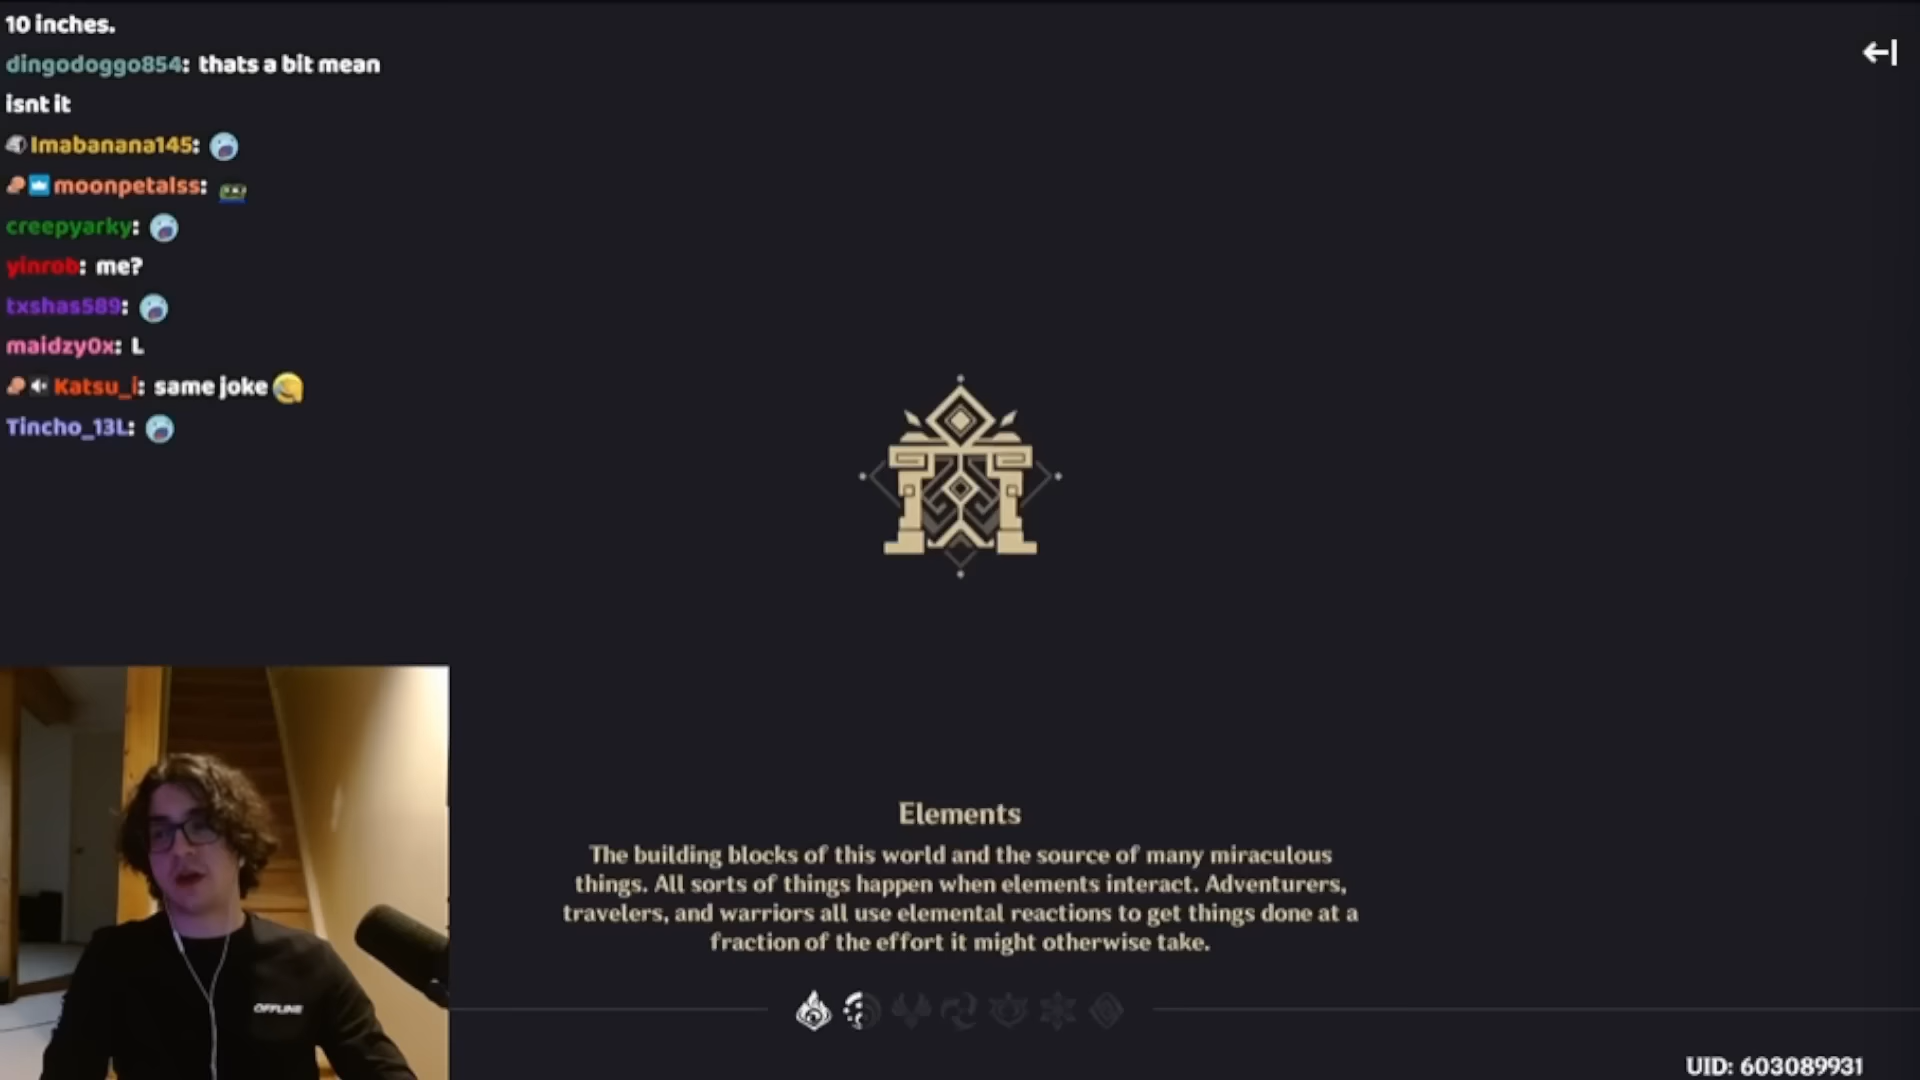 10 inches.
dingodoggo854: thats a bit mean
isnt it
Imabanana145:
moonpetalss:
creepyarky:
yinrob: me?
txshas589:
maidzy0x: L
Katsu_i: same joke
Tincho_13L:
Elements
The building blocks of this world and the source of many miraculous
things. All sorts of things happen when elements interact. Adventurers,
travelers, and warriors all use elemental reactions to get things done at a
fraction of the effort it might otherwise take.
OFFLINE
UID: 603089931